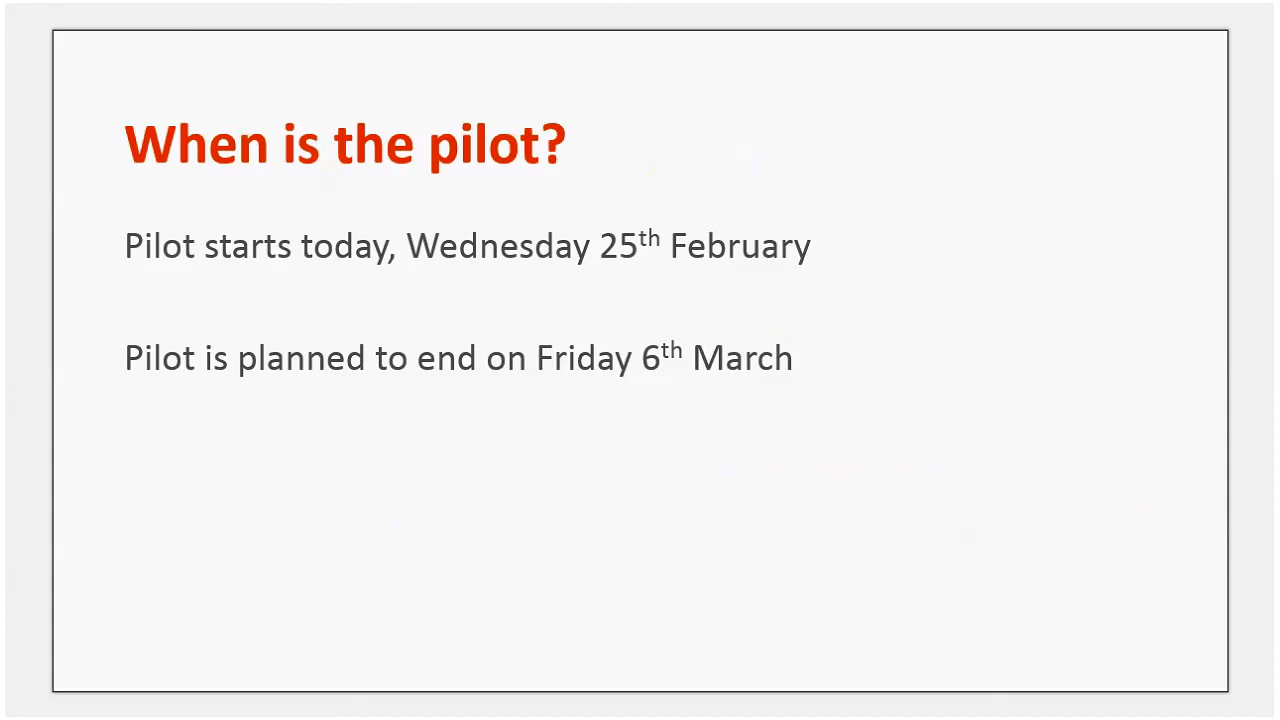 When is the pilot?
Pilot starts today, Wednesday 25th February
Pilot is planned to end on Friday 6th March